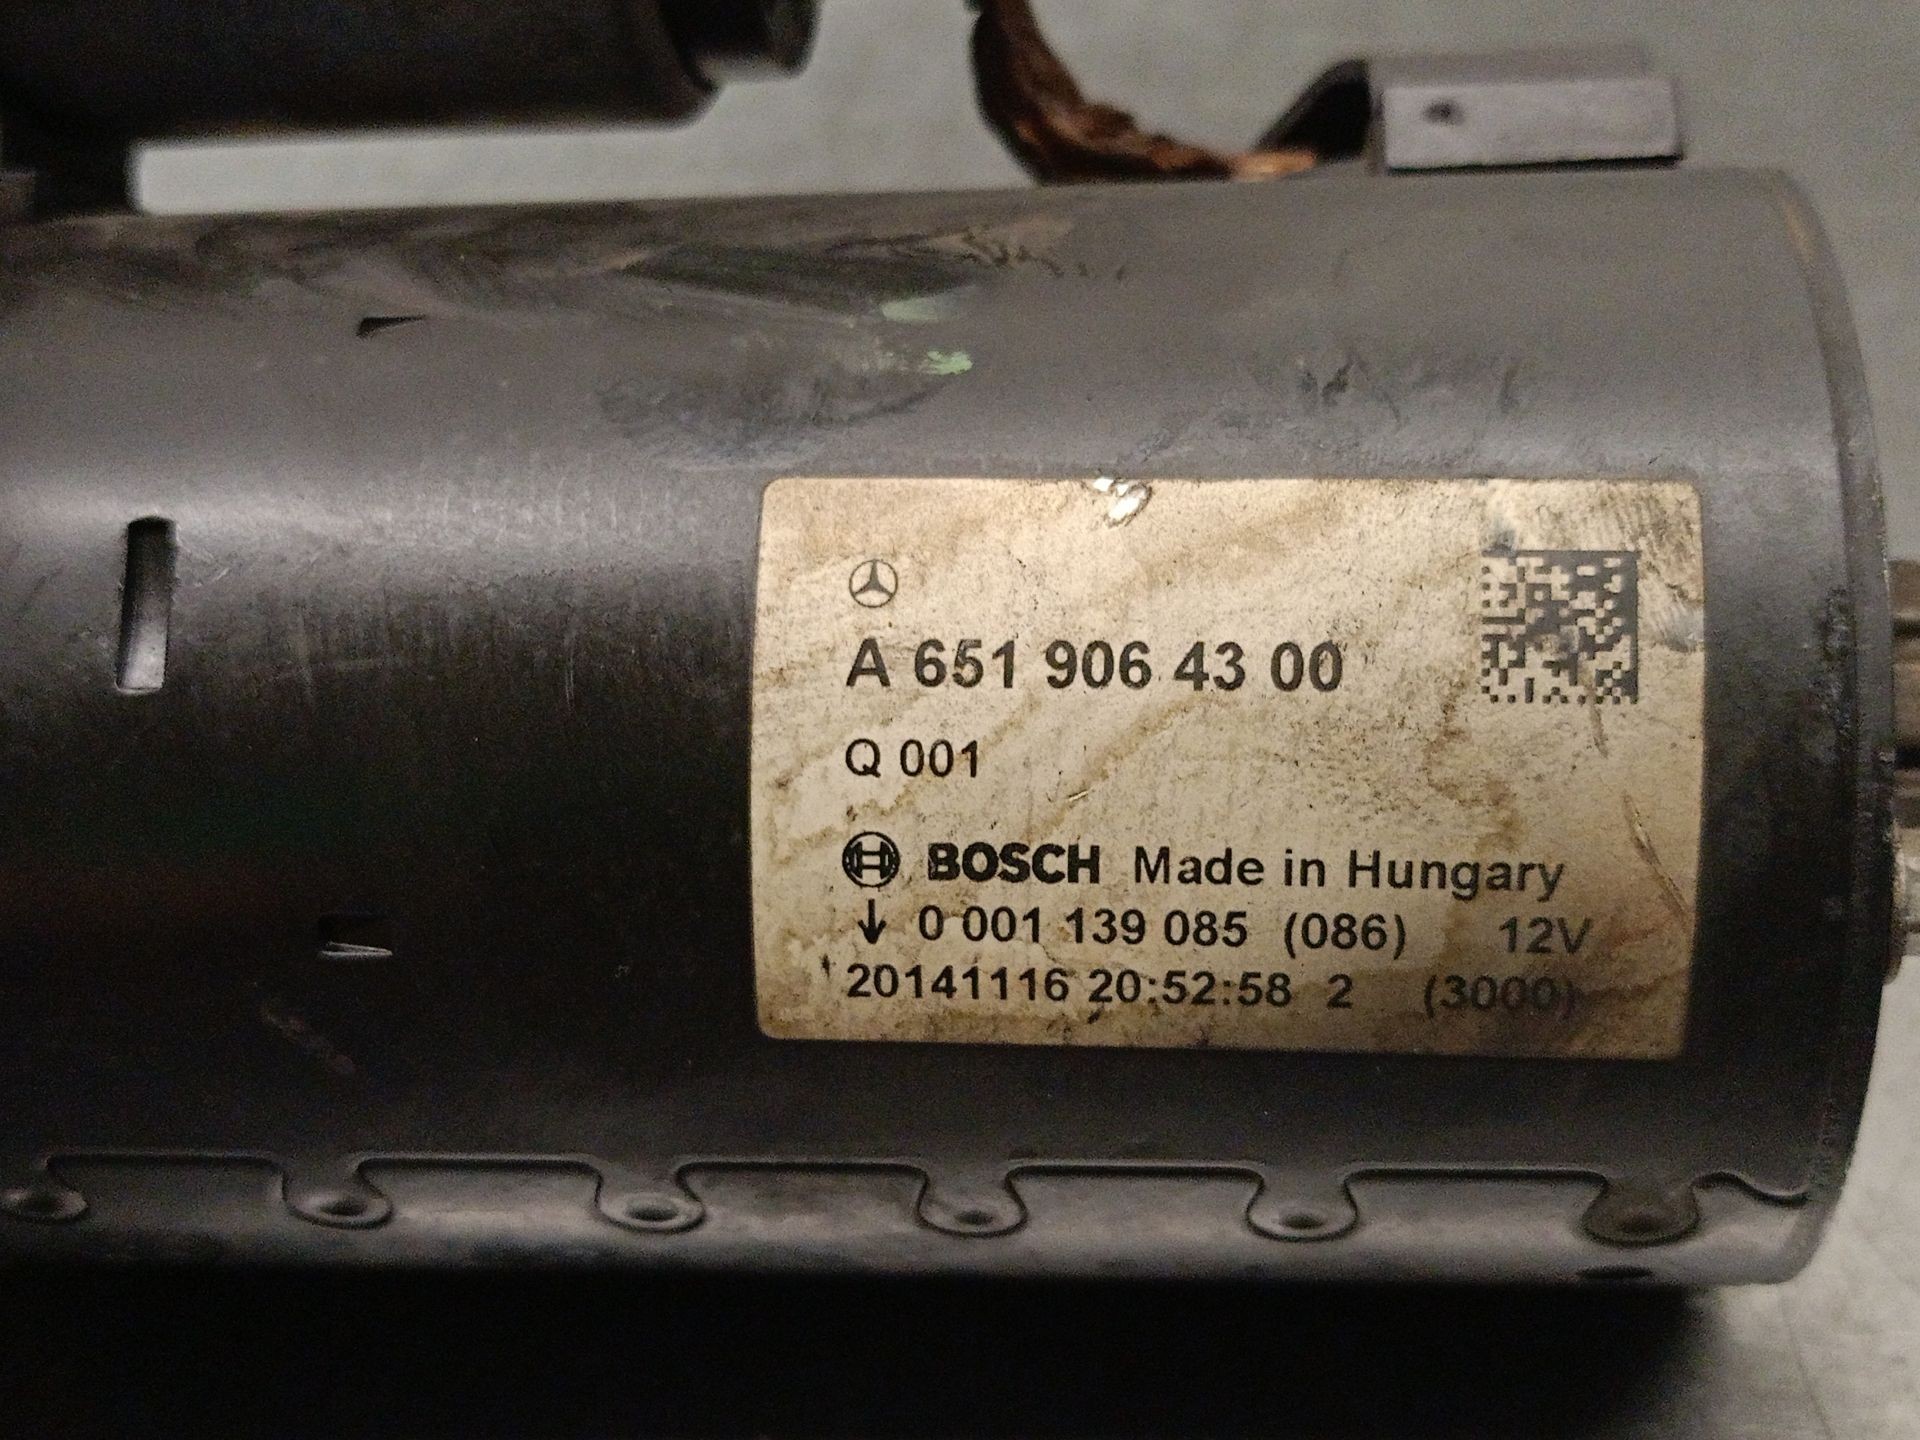 A 651 906 43 00
Q 001
BOSCH Made in Hungary
↓ 0 001 139 085 (086) 12V
20141116 20:52:58 2 (3000)